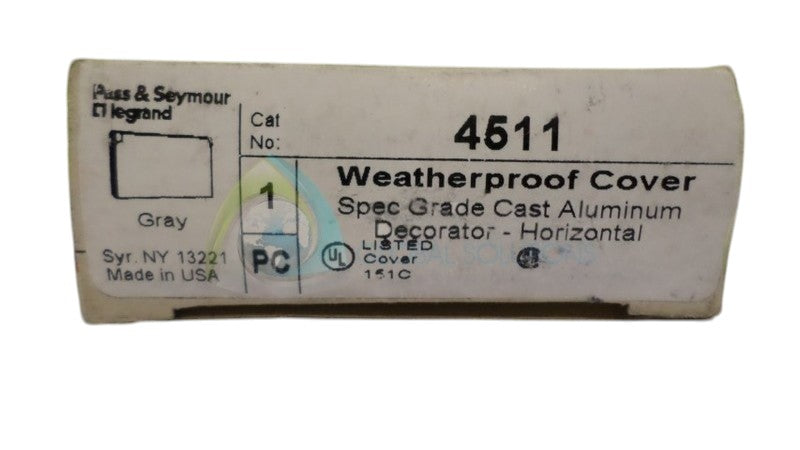 Pass & Seymour
legrand
Cat
No:
4511
Gray
Syr. NY 13221
Made in USA
1
PC
Weatherproof Cover
Spec Grade Cast Aluminum
Decorator - Horizontal
UL
LISTED
Cover
151C